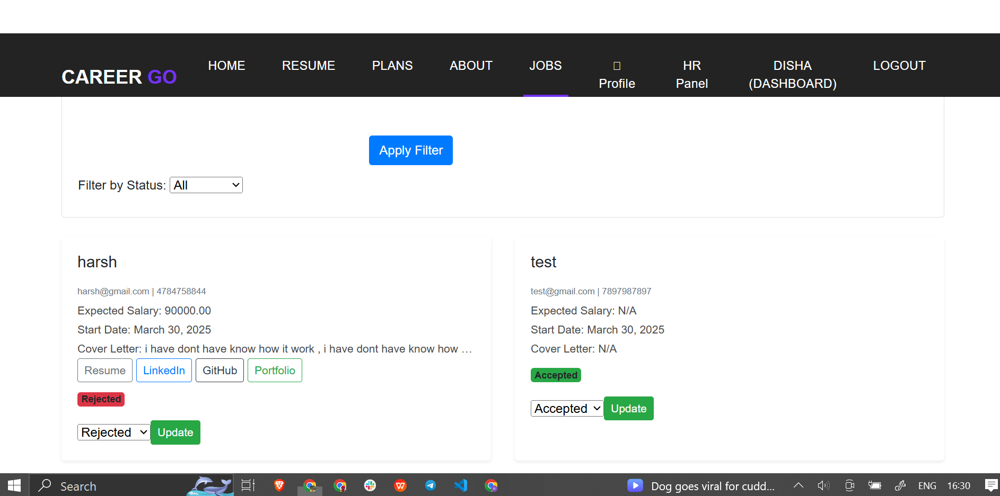 CAREER GO
HOME
RESUME
PLANS
ABOUT
JOBS
Profile
HR
Panel
DISHA
(DASHBOARD)
LOGOUT
Apply Filter
Filter by Status: All
harsh
harsh@gmail.com | 4784758844
Expected Salary: 90000.00
Start Date: March 30, 2025
Cover Letter: i have dont have know how it work , i have dont have know how …
Resume
LinkedIn
GitHub
Portfolio
Rejected
Rejected
Update
test
test@gmail.com | 7897987897
Expected Salary: N/A
Start Date: March 30, 2025
Cover Letter: N/A
Accepted
Accepted
Update
Search
Dog goes viral for cudd...
ENG
16:30